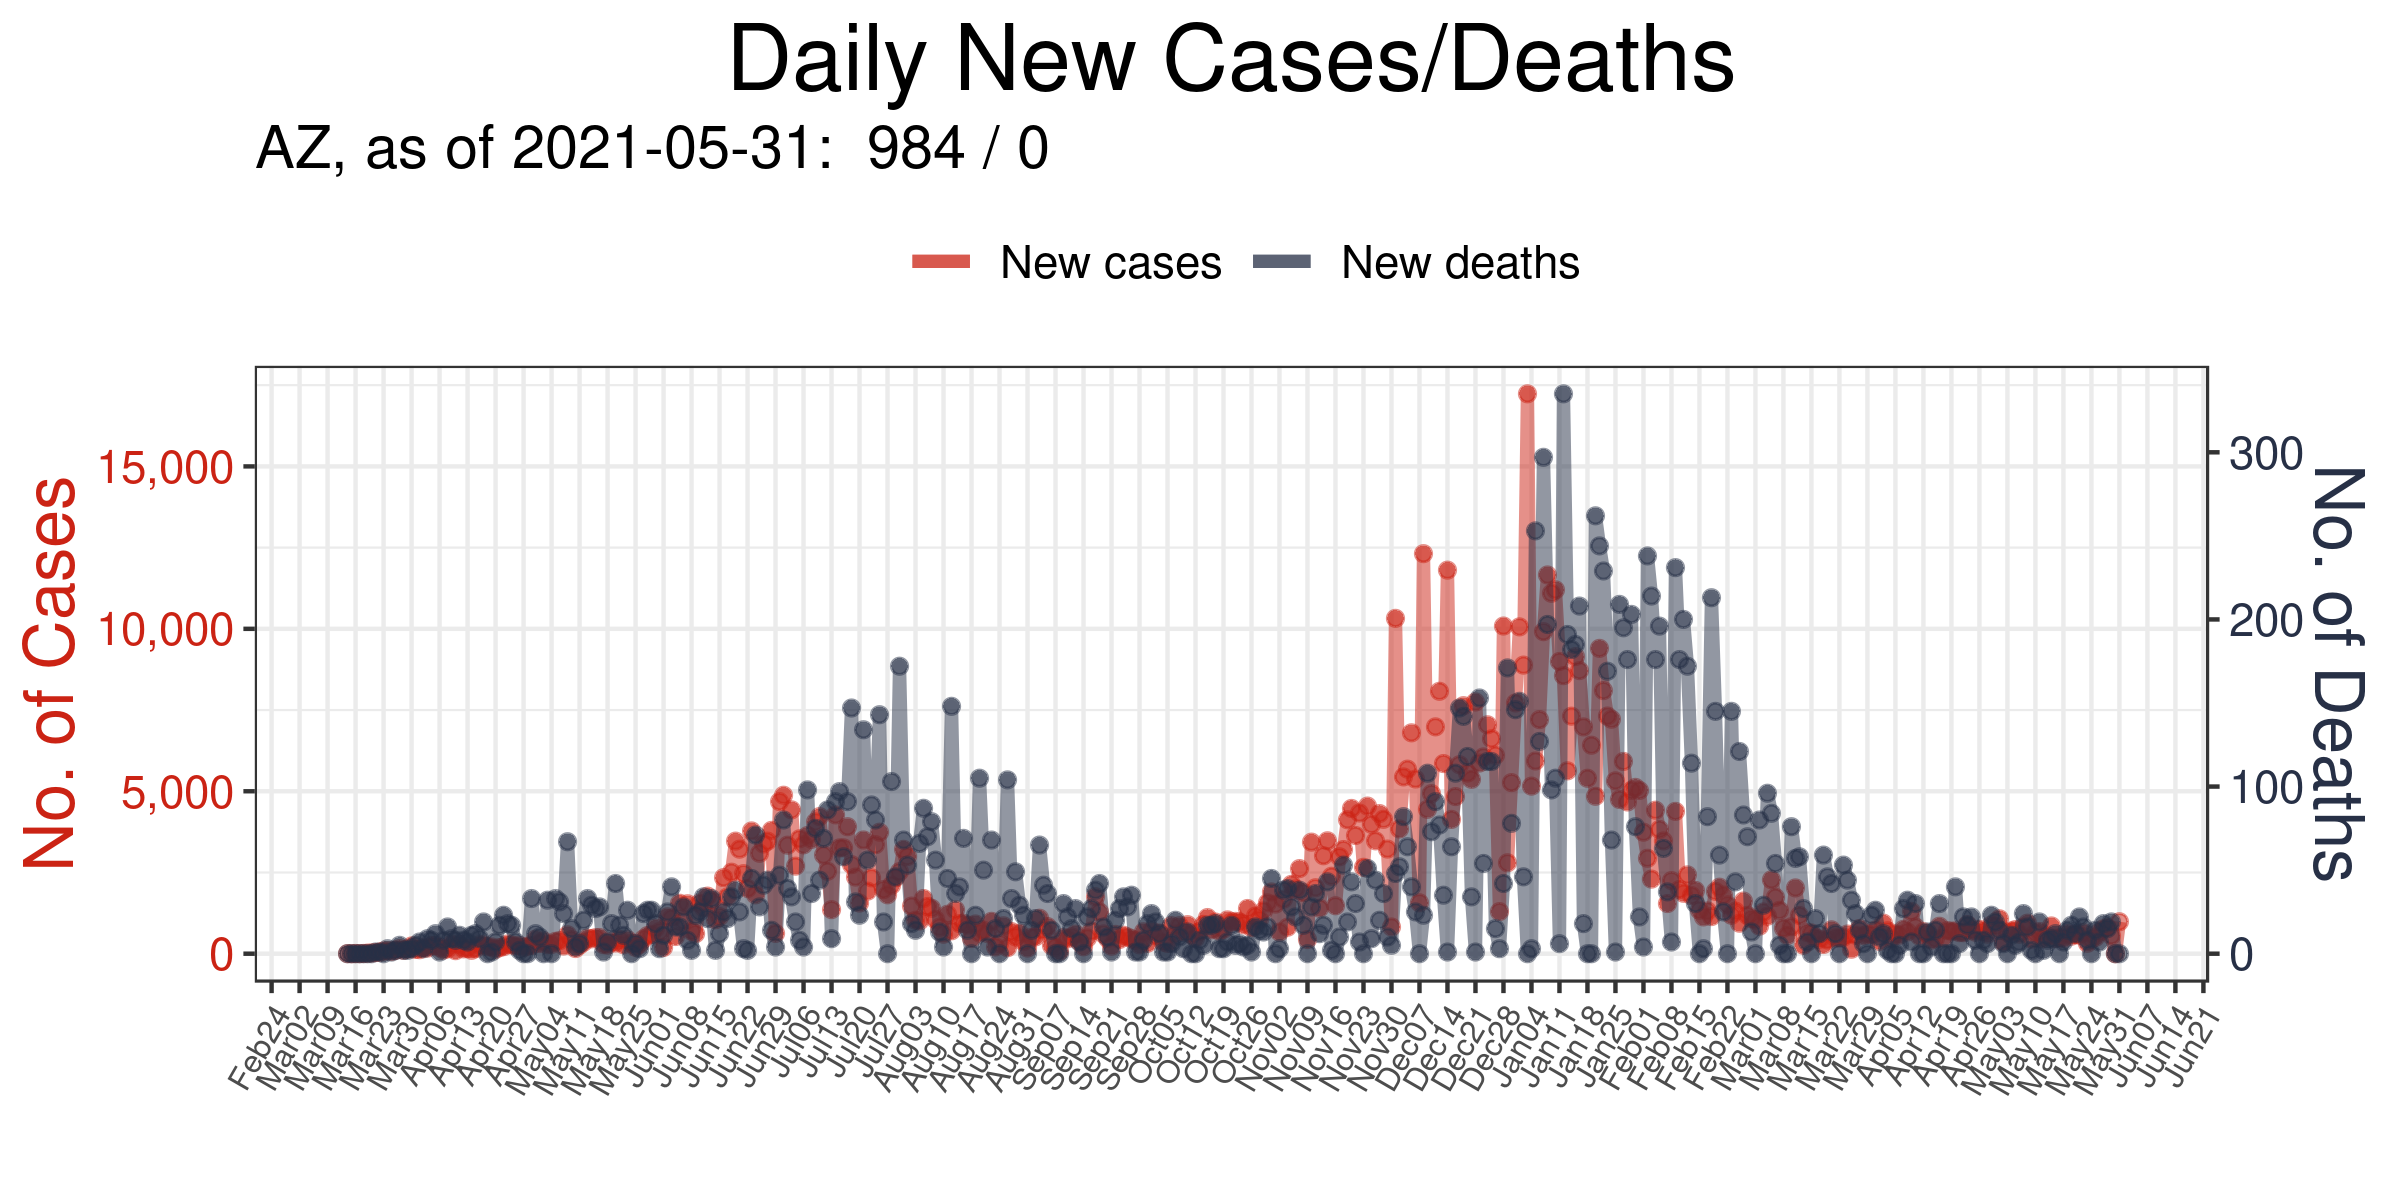 Daily New Cases/Deaths
AZ, as of 2021-05-31:  984 / 0
New cases
New deaths
No. of Cases
15,000
10,000
5,000
0
300
200
100
0
No. of Deaths
Feb24
Mar02
Mar09
Mar16
Mar23
Mar30
Apr06
Apr13
Apr20
Apr27
May04
May11
May18
May25
Jun01
Jun08
Jun15
Jun22
Jun29
Jul06
Jul13
Jul20
Jul27
Aug03
Aug10
Aug17
Aug24
Aug31
Sep07
Sep14
Sep21
Sep28
Oct05
Oct12
Oct19
Oct26
Nov02
Nov09
Nov16
Nov23
Nov30
Dec07
Dec14
Dec21
Dec28
Jan04
Jan11
Jan18
Jan25
Feb01
Feb08
Feb15
Feb22
Mar01
Mar08
Mar15
Mar22
Mar29
Apr05
Apr12
Apr19
Apr26
May03
May10
May17
May24
May31
Jun07
Jun14
Jun21